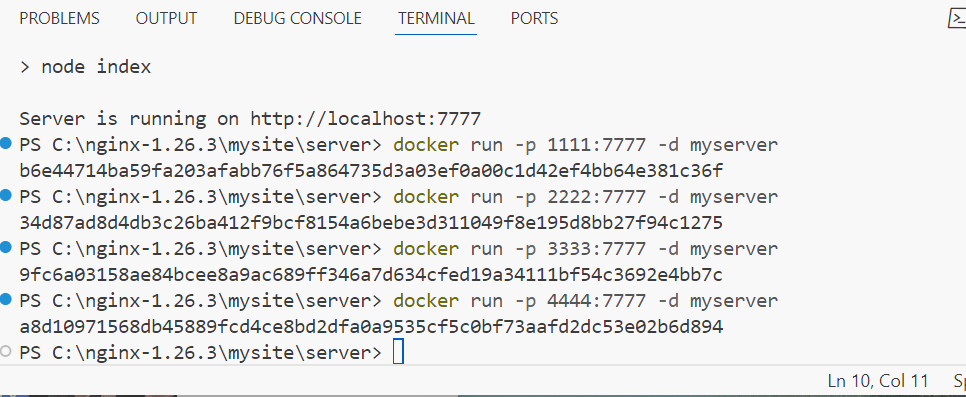 PROBLEMS OUTPUT DEBUG CONSOLE TERMINAL PORTS
> node index
Server is running on http://localhost:7777
PS C:\nginx-1.26.3\mysite\server> docker run -p 1111:7777 -d myserver
b6e44714ba59fa203afabb76f5a864735d3a03ef0a00c1d42ef4bb64e381c36f
PS C:\nginx-1.26.3\mysite\server> docker run -p 2222:7777 -d myserver
34d87ad8d4db3c26ba412f9bcf8154a6bebe3d311049f8e195d8bb27f94c1275
PS C:\nginx-1.26.3\mysite\server> docker run -p 3333:7777 -d myserver
9fc6a03158ae84bcee8a9ac689ff346a7d634cfed19a34111bf54c3692e4bb7c
PS C:\nginx-1.26.3\mysite\server> docker run -p 4444:7777 -d myserver
a8d10971568db45889fcd4ce8bd2dfa0a9535cf5c0bf73aafd2dc53e02b6d894
PS C:\nginx-1.26.3\mysite\server>
Ln 10, Col 11